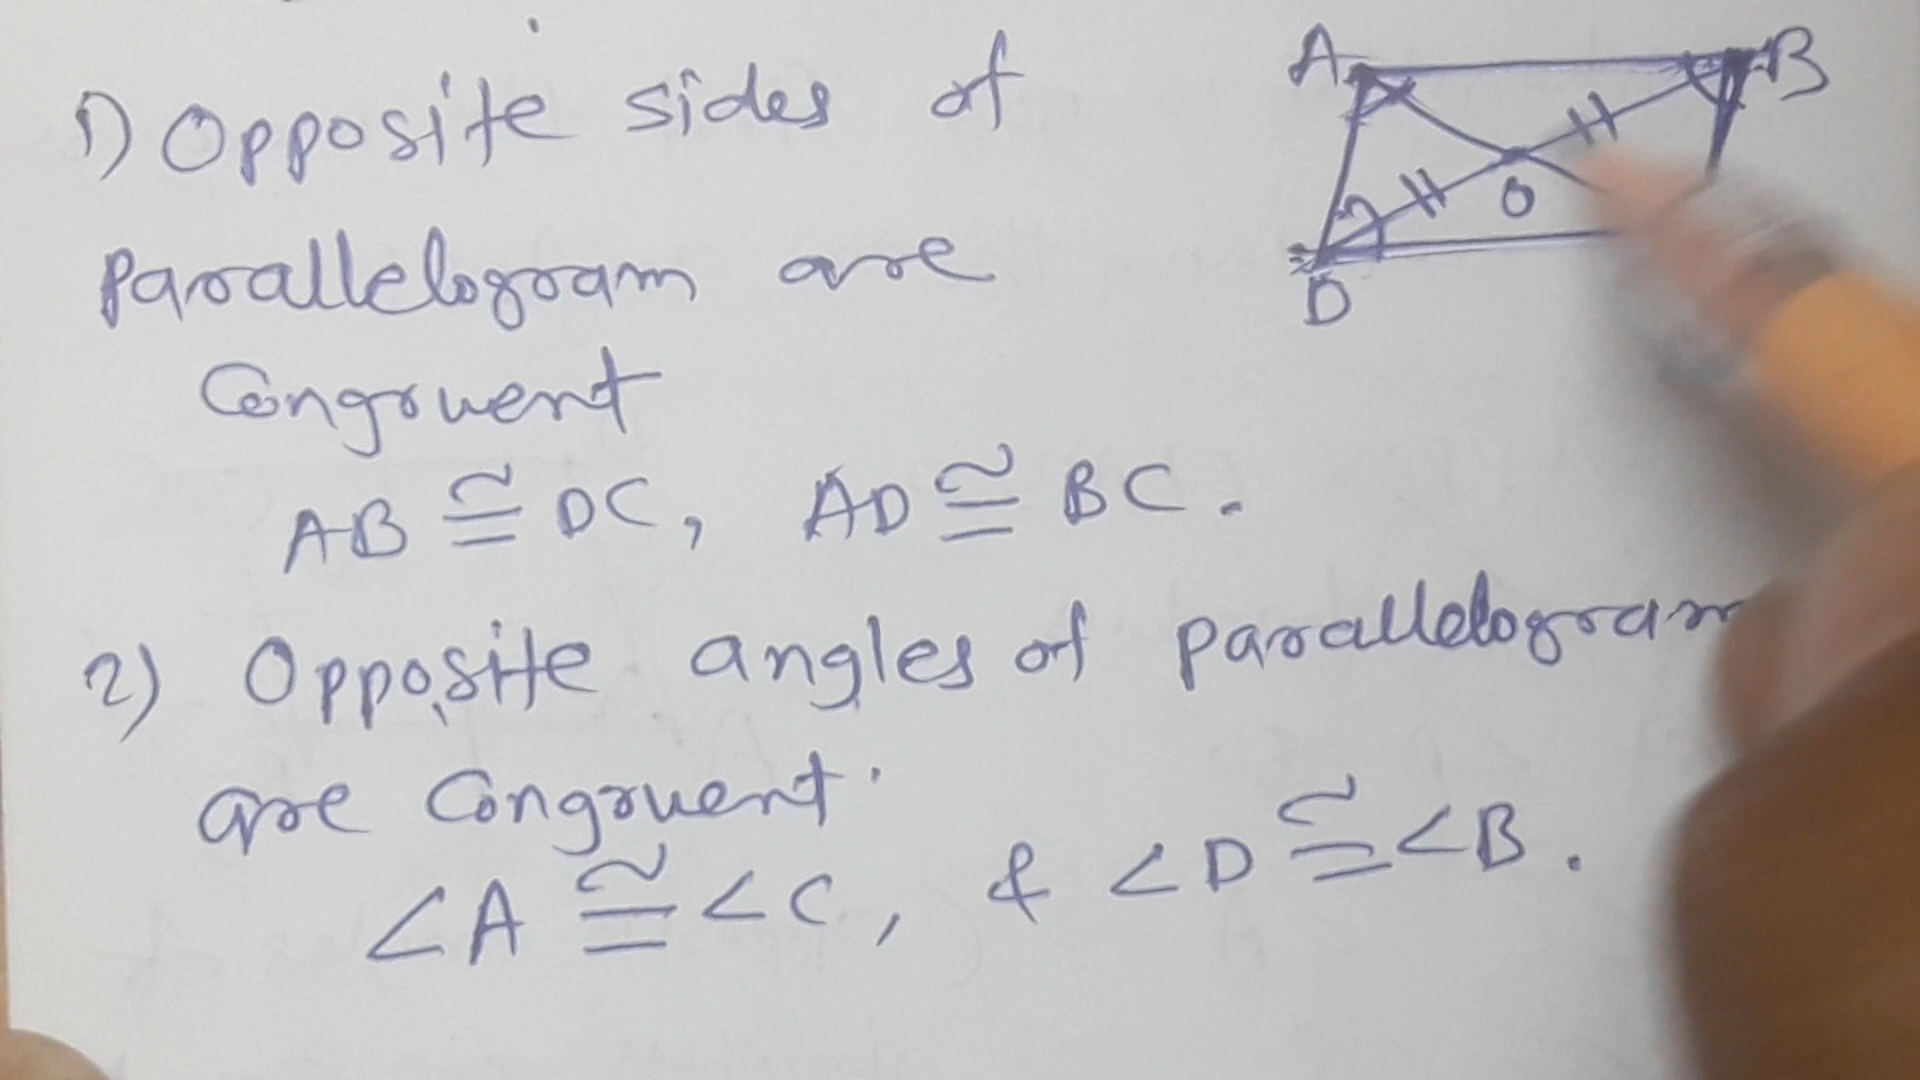 1) Opposite sides of
parallelogram are
Congruent
AB ≅ DC, AD ≅ BC.
2) Opposite angles of parallelogram
are Congruent.
∠A ≅ ∠C, & ∠D ≅ ∠B.
A B
O
D